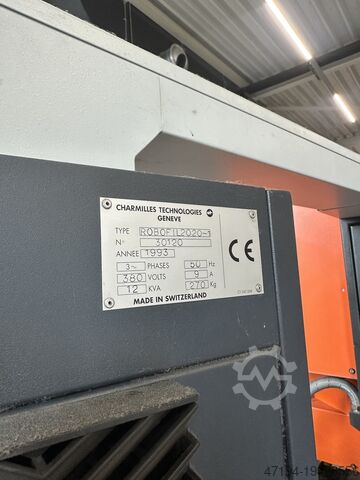 CHARMILLES TECHNOLOGIES
GENEVE
TYPE ROBOFIL2020-1
N° 30120
ANNEE 1993
3~ PHASES 50 Hz
380 VOLTS 9 A
12 KVA 270 Kg
MADE IN SWITZERLAND
CE